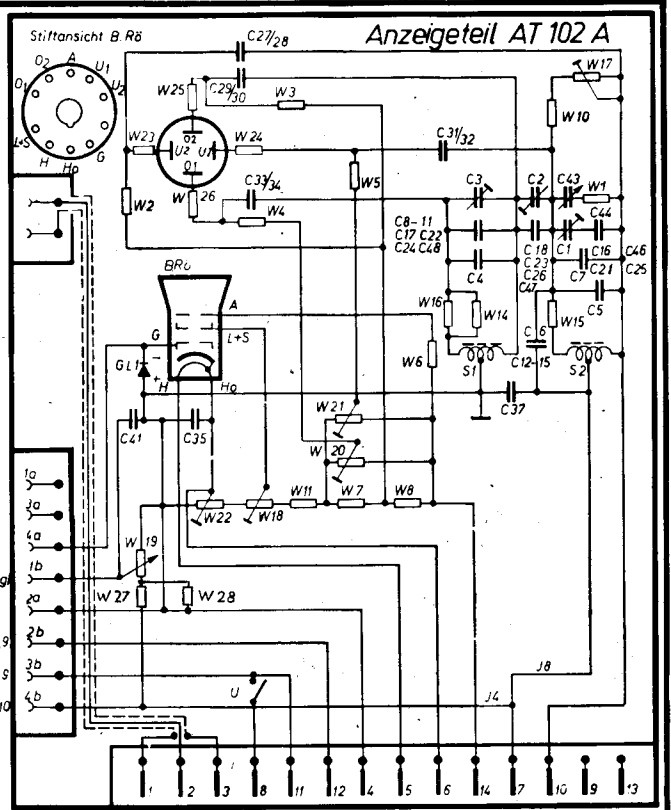 Stiftansicht B.Rö
Anzeigeteil AT 102 A
C27/28
O2 A U1
O1 U2
L+S G
H Ho
W25 C29/30 W3
W17
W10
W23 O2 W24 C31/32
U2 U1
O1
W26 C33/34 W5 C3 C2 C43 W1
W2 W4
C8-11 C18 C1 C44
C17 C22 C23 C16 C46
C24 C48 C26 C7 C21 C25
C4 C47 C5
BRö
A
L+S
G
GL1 - +
H Ho
W16 W14 C6 W15
W6 C12-15
S1 S2
C41 C35 W21 C37
W20
W22 W18 W11 W7 W8
1a
3a
4a
W19
1b
W27 W28
2a
2b
3b
4b
U
J8
J4
1 2 3 8 11 12 4 5 6 14 7 10 9 13